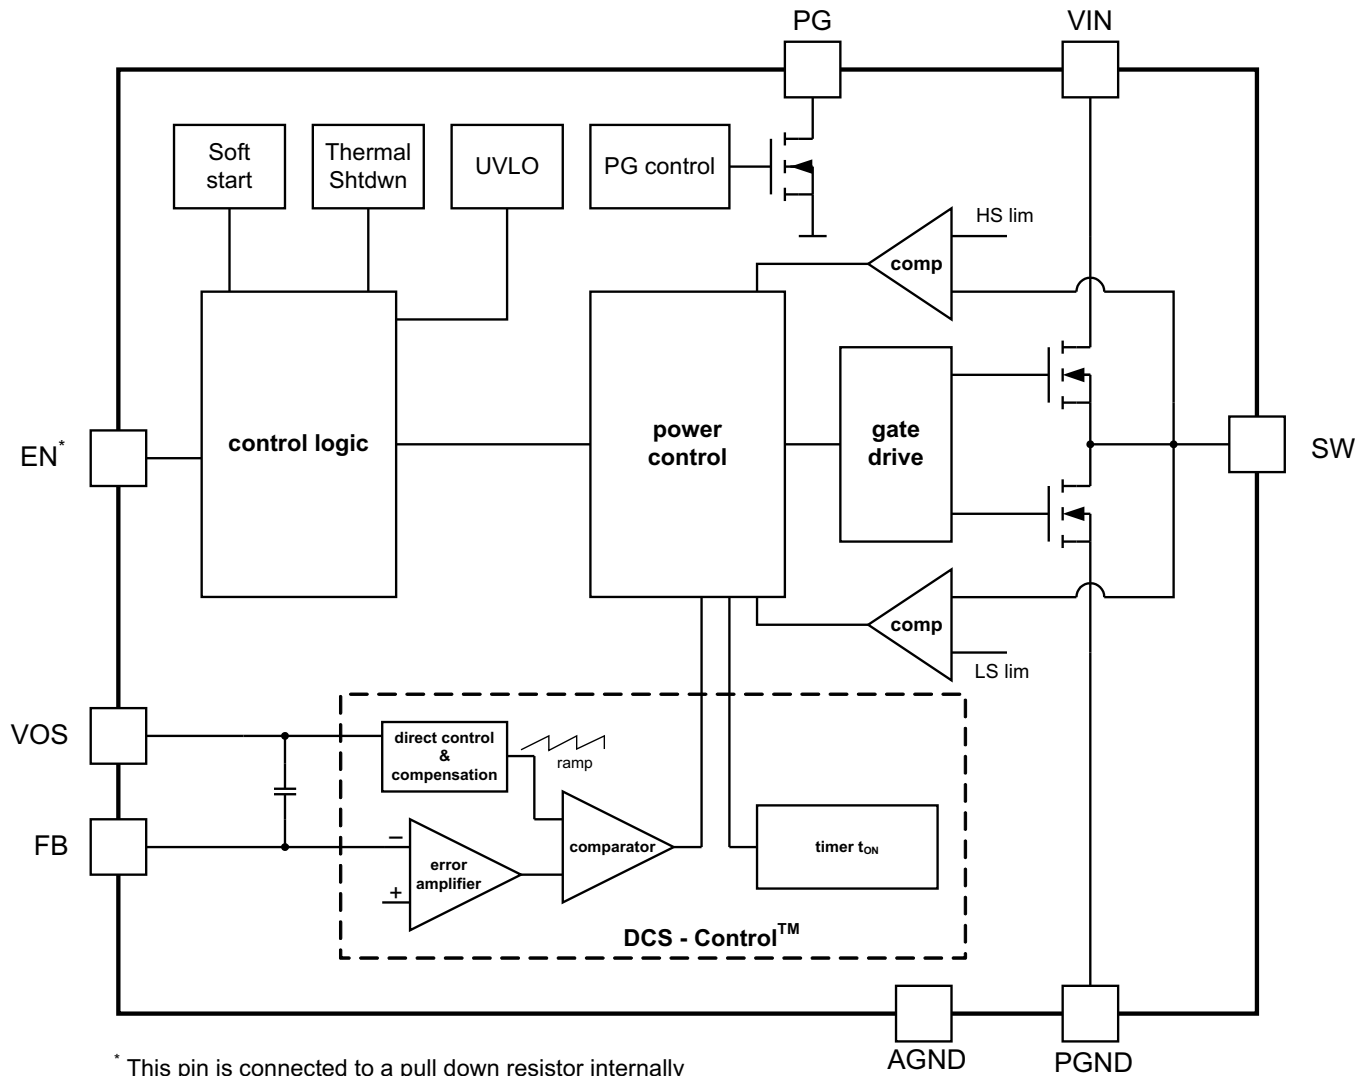 PG
VIN
Soft
start
Thermal
Shtdwn
UVLO
PG control
HS lim
comp
EN*
control logic
power
control
gate
drive
SW
comp
LS lim
VOS
direct control
&
compensation
ramp
FB
−
+
error
amplifier
comparator
timer tON
DCS - Control™
AGND
PGND
* This pin is connected to a pull down resistor internally